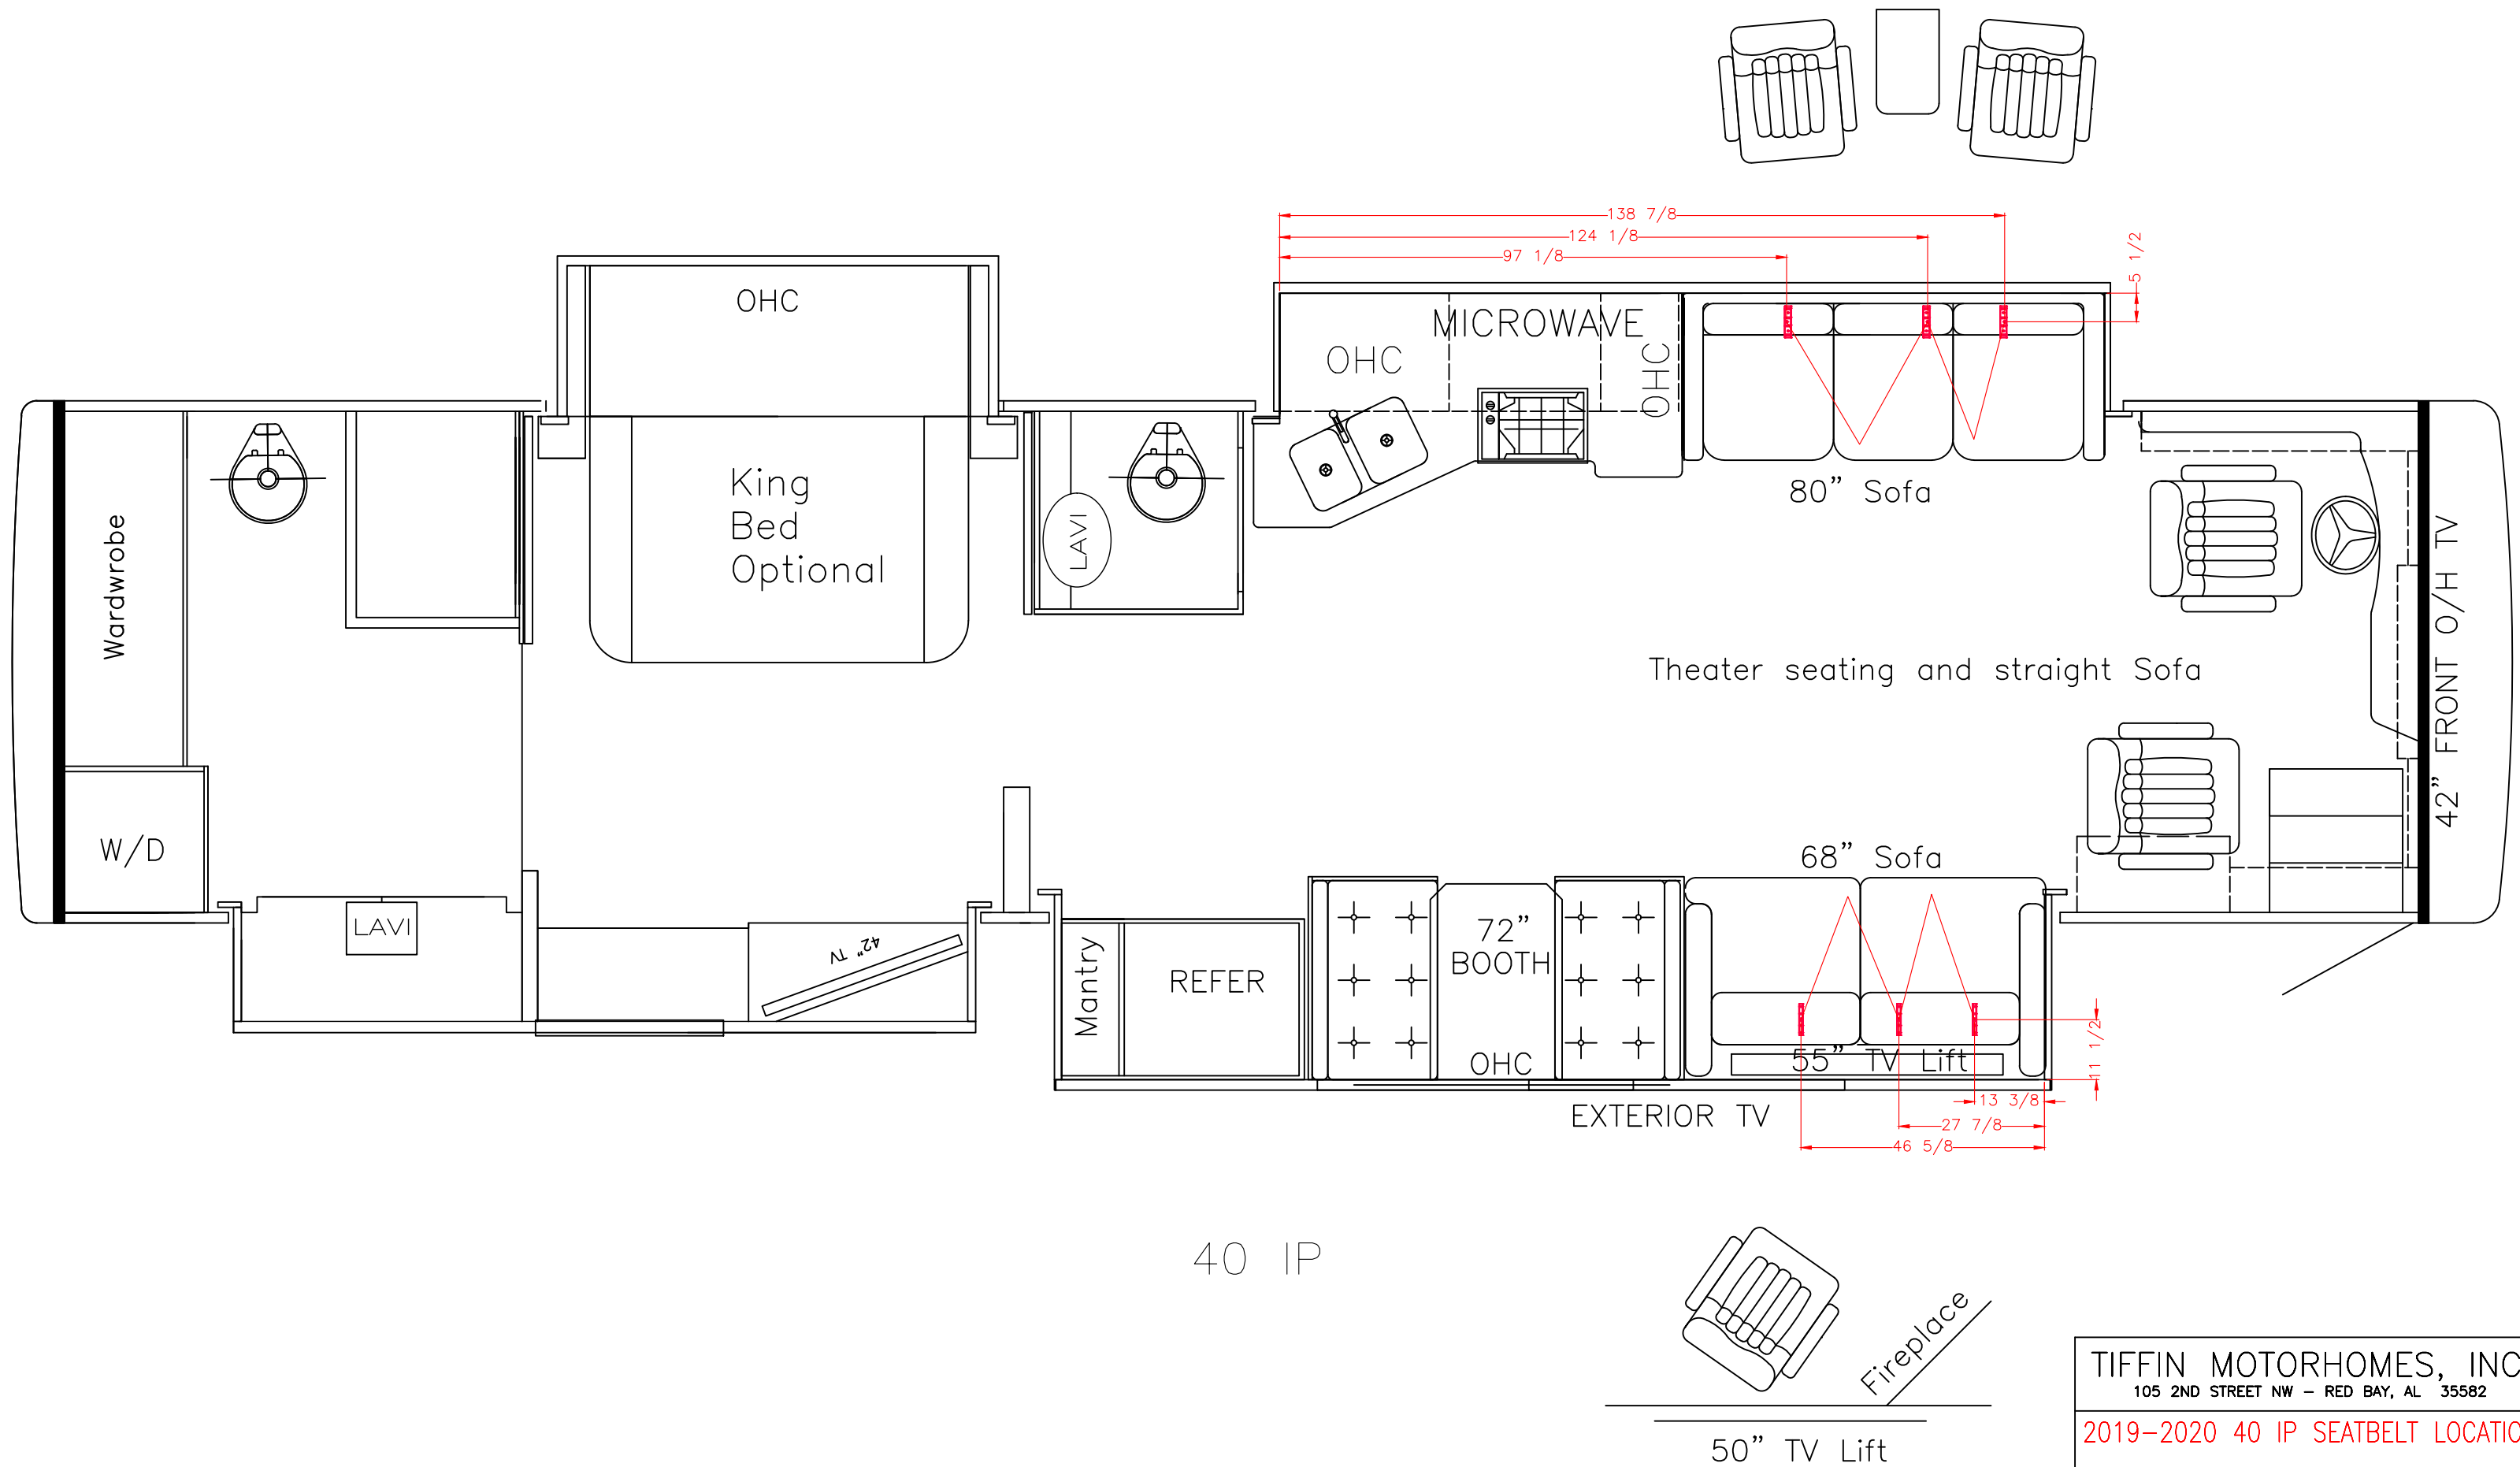 138 7/8
124 1/8
97 1/8
5 1/2
OHC
MICROWAVE
OHC
OHC
80” Sofa
King
Bed
Optional
LAVI
Wardwrobe
42” FRONT O/H TV
Theater seating and straight Sofa
W/D
68” Sofa
LAVI
42” TV
Mantry
REFER
72”
BOOTH
OHC
55” TV Lift
11 1/2
13 3/8
EXTERIOR TV
27 7/8
46 5/8
40 IP
Fireplace
50” TV Lift
TIFFIN MOTORHOMES, INC
105 2ND STREET NW – RED BAY, AL 35582
2019–2020 40 IP SEATBELT LOCATIO